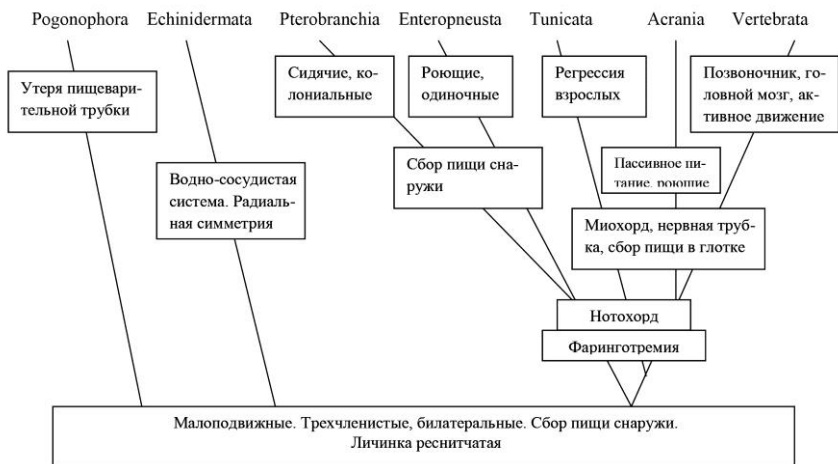 Pogonophora Echinidermata Pterobranchia Enteropneusta Tunicata Acrania Vertebrata
Утеря пищевари-
тельной трубки
Сидячие, ко-
лониальные
Роющие,
одиночные
Регрессия
взрослых
Позвоночник, го-
ловной мозг, ак-
тивное движение
Водно-сосудистая
система. Радиаль-
ная симметрия
Сбор пищи сна-
ружи
Пассивное пи-
тание, роющие
Миохорд, нервная труб-
ка, сбор пищи в глотке
Нотохорд
Фаринготремия
Малоподвижные. Трехчленистые, билатеральные. Сбор пищи снаружи.
Личинка реснитчатая